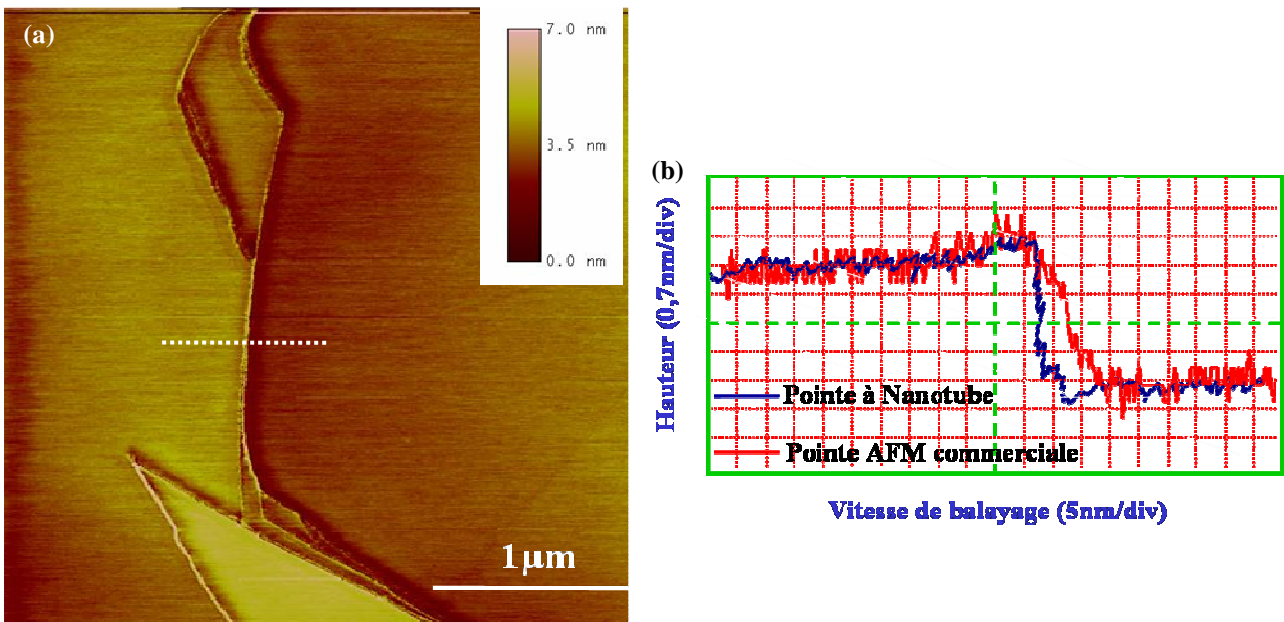 (a)
7.0 nm
3.5 nm
0.0 nm
1µm
(b)
Hauteur (0,7nm/div)
Pointe à Nanotube
Pointe AFM commerciale
Vitesse de balayage (5nm/div)